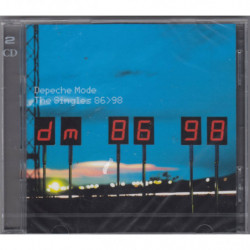 2
CD
Depeche Mode
The Singles 86>98
dm 86 98